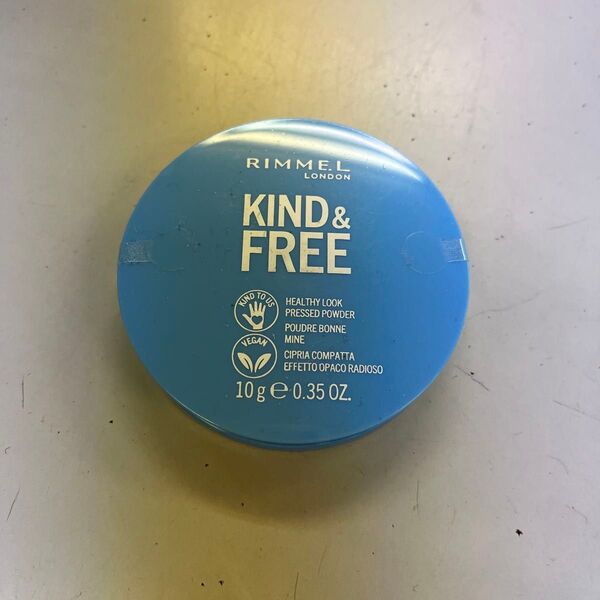 RIMMEL
LONDON
KIND &
FREE
KIND TO US
HEALTHY LOOK
PRESSED POWDER
POUDRE BONNE
MINE
VEGAN
CIPRIA COMPATTA
EFFETTO OPACO RADIOSO
10 g ℮ 0.35 OZ.